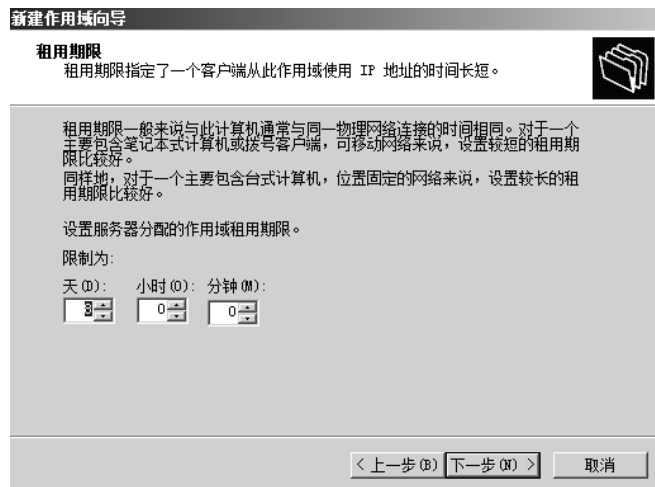 新建作用域向导
租用期限
租用期限指定了一个客户端从此作用域使用 IP 地址的时间长短。
租用期限一般来说与此计算机通常与同一物理网络连接的时间相同。对于一个
主要包含笔记本式计算机或拨号客户端，可移动网络来说，设置较短的租用期
限比较好。
同样地，对于一个主要包含台式计算机，位置固定的网络来说，设置较长的租
用期限比较好。
设置服务器分配的作用域租用期限。
限制为:
天(D): 小时(O): 分钟(M):
8 0 0
< 上一步(B) 下一步(N) > 取消